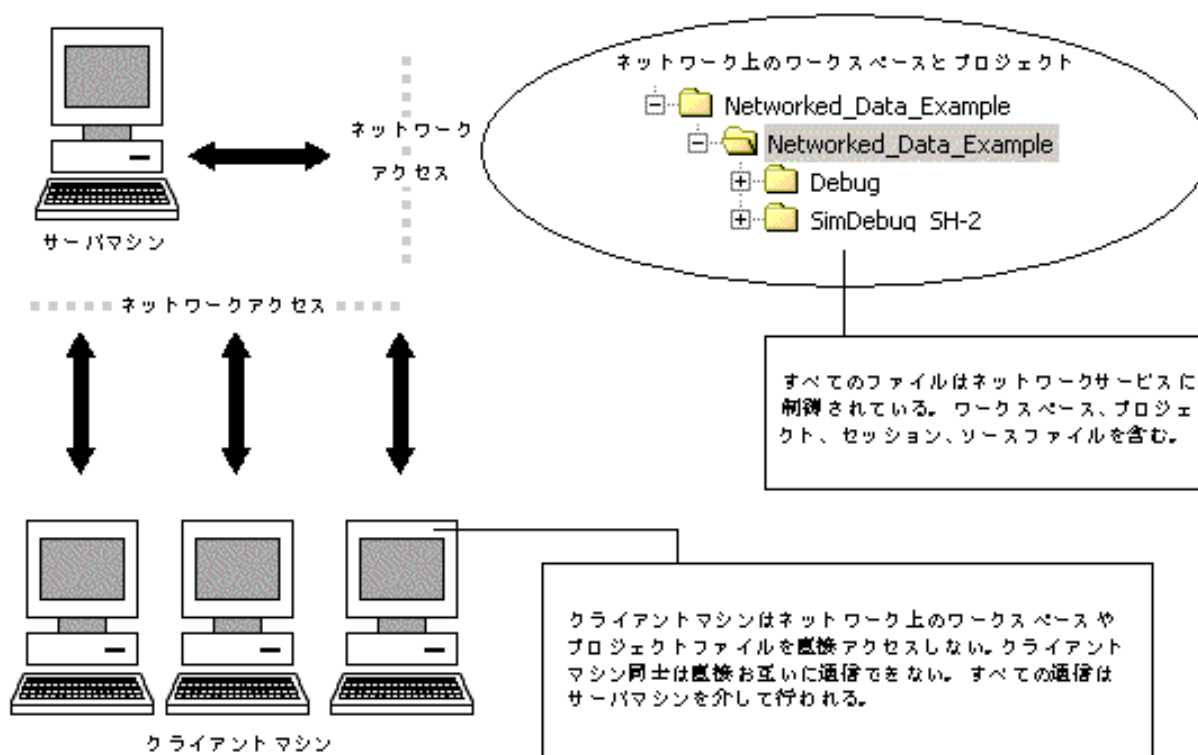 ネットワーク上のワークスペースとプロジェクト
Networked_Data_Example
Networked_Data_Example
Debug
SimDebug_SH-2
ネットワーク
アクセス
サーバマシン
ネットワークアクセス
すべてのファイルはネットワークサービスに
制御されている。ワークスペース、プロジェ
クト、セッション、ソースファイルを含む。
クライアントマシンはネットワーク上のワークスペースや
プロジェクトファイルを直接アクセスしない。クライアント
マシン同士は直接お互いに通信できない。すべての通信は
サーバマシンを介して行われる。
クライアントマシン